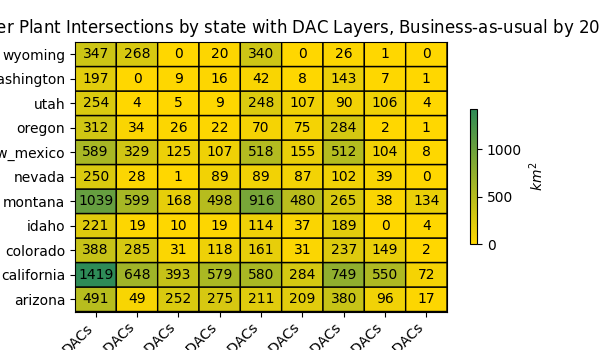 er Plant Intersections by state with DAC Layers, Business-as-usual by 20
wyoming 347 268 0 20 340 0 26 1 0
ashington 197 0 9 16 42 8 143 7 1
utah 254 4 5 9 248 107 90 106 4
oregon 312 34 26 22 70 75 284 2 1
w_mexico 589 329 125 107 518 155 512 104 8
nevada 250 28 1 89 89 87 102 39 0
montana 1039 599 168 498 916 480 265 38 134
idaho 221 19 10 19 114 37 189 0 4
colorado 388 285 31 118 161 31 237 149 2
california 1419 648 393 579 580 284 749 550 72
arizona 491 49 252 275 211 209 380 96 17
DACs DACs DACs DACs DACs DACs DACs DACs DACs
1000
500
0
km²